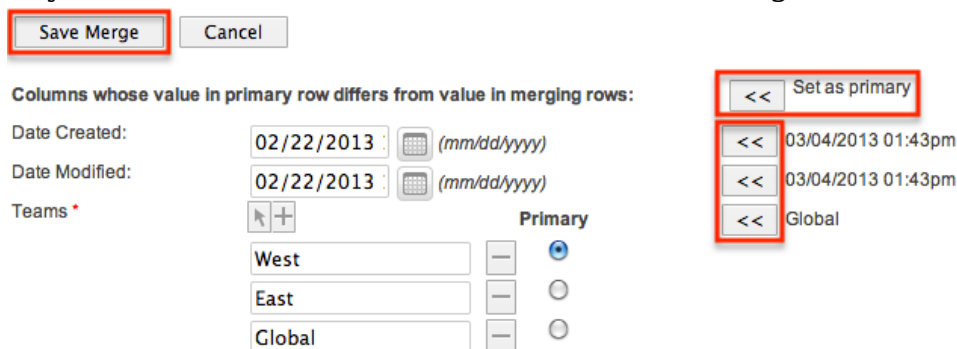 Save Merge Cancel
Columns whose value in primary row differs from value in merging rows: << Set as primary
Date Created: 02/22/2013 (mm/dd/yyyy) << 03/04/2013 01:43pm
Date Modified: 02/22/2013 (mm/dd/yyyy) << 03/04/2013 01:43pm
Teams * Primary << Global
West
East
Global